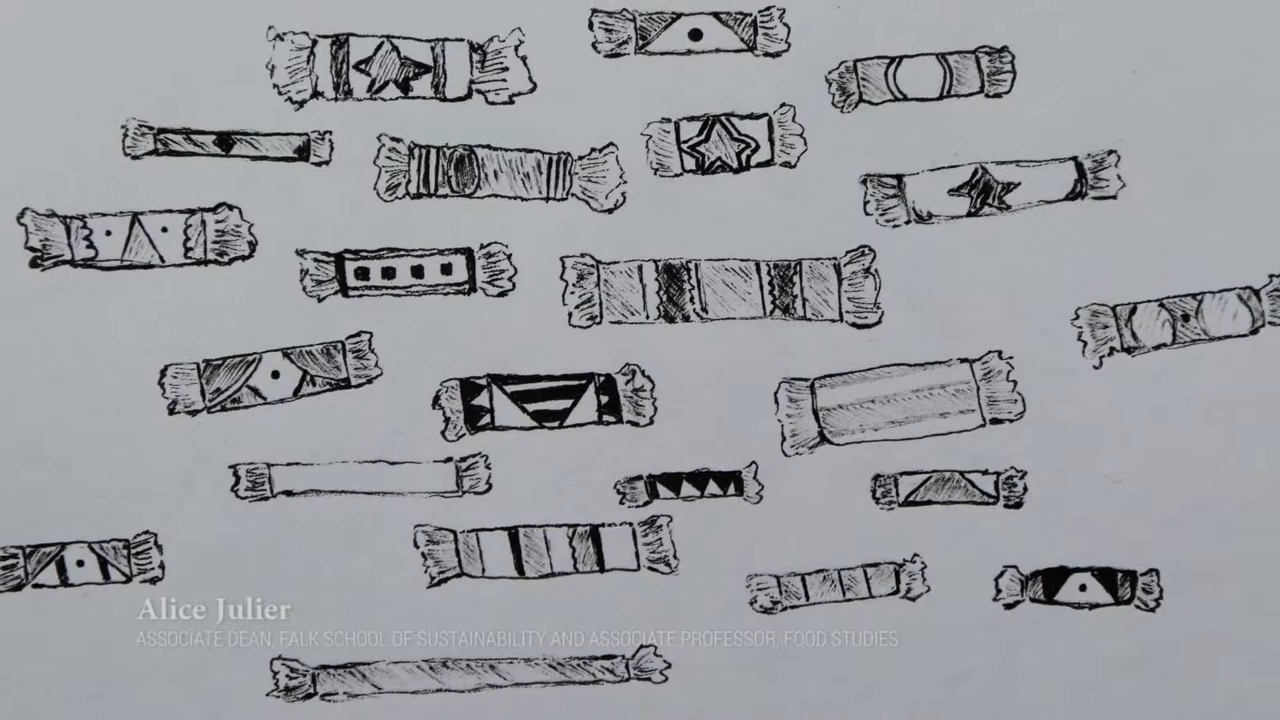 Alice Julier
ASSOCIATE DEAN, FALK SCHOOL OF SUSTAINABILITY AND ASSOCIATE PROFESSOR, FOOD STUDIES